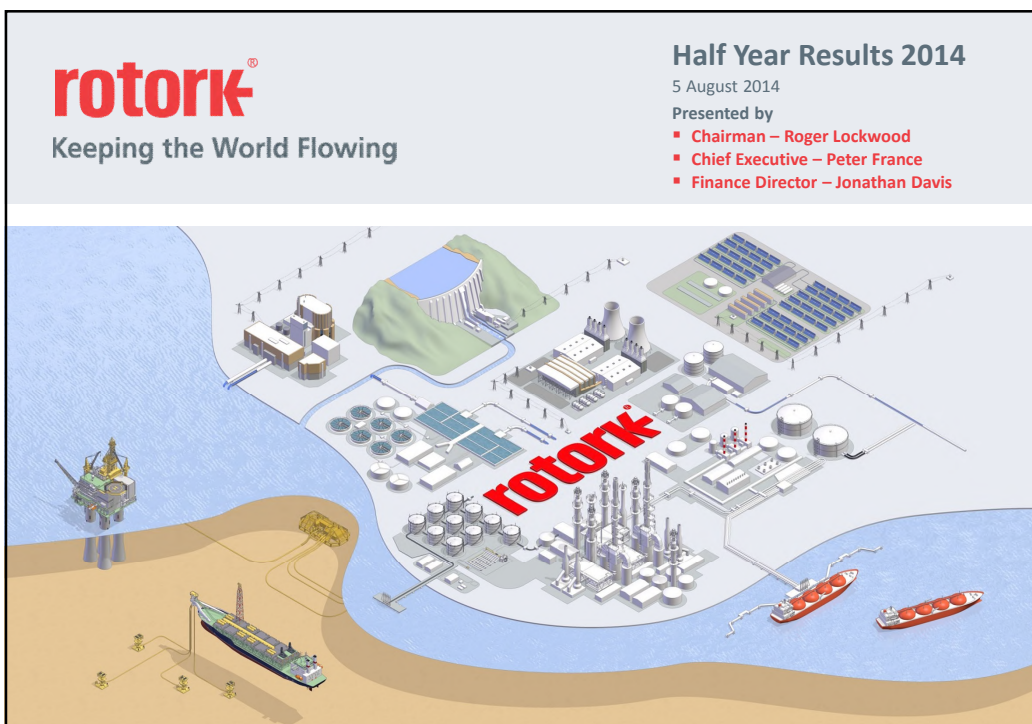 rotork®
Keeping the World Flowing
Half Year Results 2014
5 August 2014
Presented by
▪ Chairman – Roger Lockwood
▪ Chief Executive – Peter France
▪ Finance Director – Jonathan Davis
rotork®